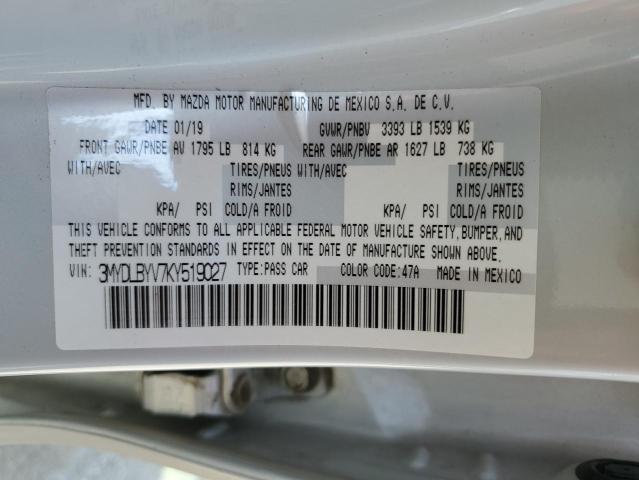 MFD. BY MAZDA MOTOR MANUFACTURING DE MEXICO S.A. DE C.V.
DATE 01/19 GVWR/PNBV 3393 LB 1539 KG
FRONT GAWR/PNBE AV 1795 LB 814 KG REAR GAWR/PNBE AR 1627 LB 738 KG
WITH/AVEC TIRES/PNEUS WITH/AVEC TIRES/PNEUS
RIMS/JANTES RIMS/JANTES
KPA/ PSI COLD/A FROID KPA/ PSI COLD/A FROID
THIS VEHICLE CONFORMS TO ALL APPLICABLE FEDERAL MOTOR VEHICLE SAFETY, BUMPER, AND
THEFT PREVENTION STANDARDS IN EFFECT ON THE DATE OF MANUFACTURE SHOWN ABOVE.
VIN: 3MYDLBYV7KY519027 TYPE:PASS CAR COLOR CODE:47A MADE IN MEXICO